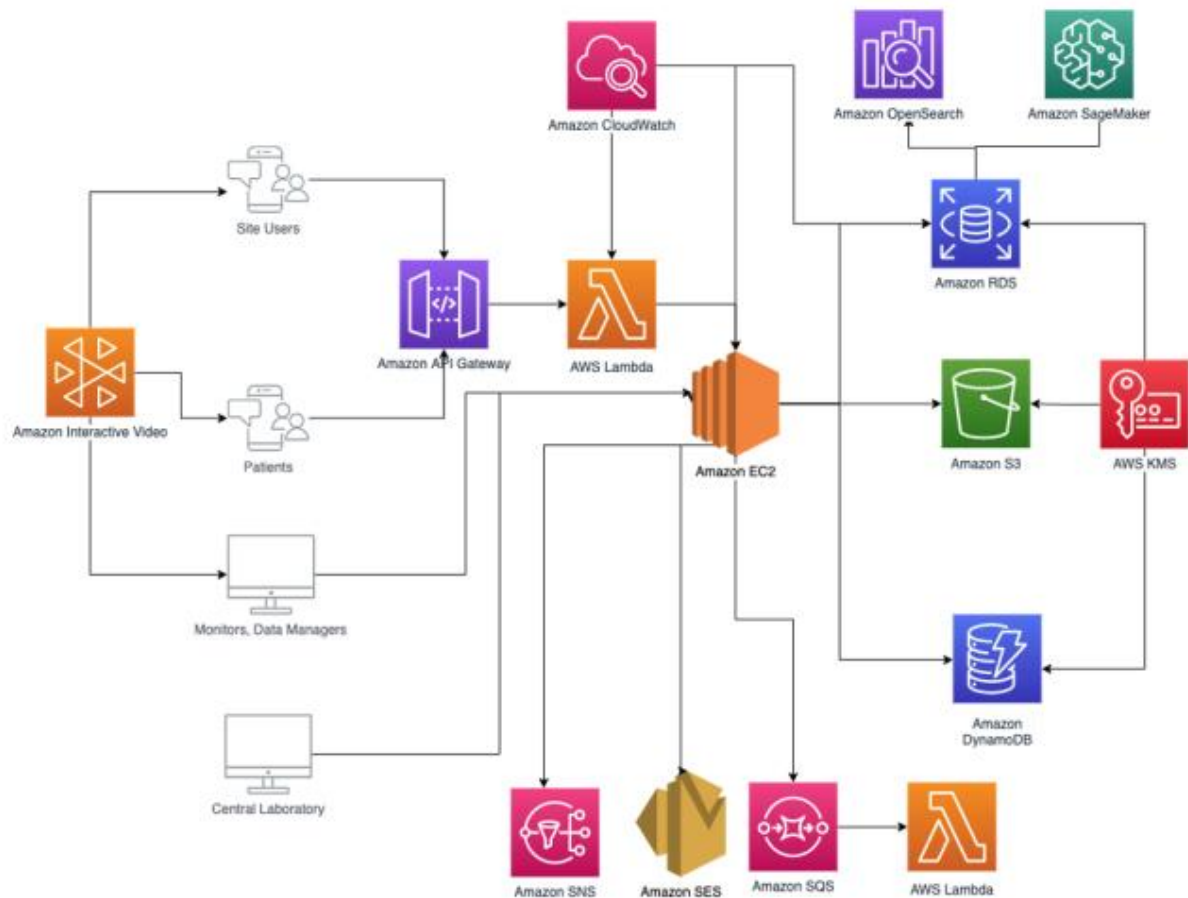 Amazon CloudWatch
Amazon OpenSearch
Amazon SageMaker
Site Users
Amazon RDS
Amazon API Gateway
AWS Lambda
Amazon Interactive Video
Patients
Amazon EC2
Amazon S3
AWS KMS
Monitors, Data Managers
Amazon
DynamoDB
Central Laboratory
Amazon SNS
Amazon SES
Amazon SQS
AWS Lambda